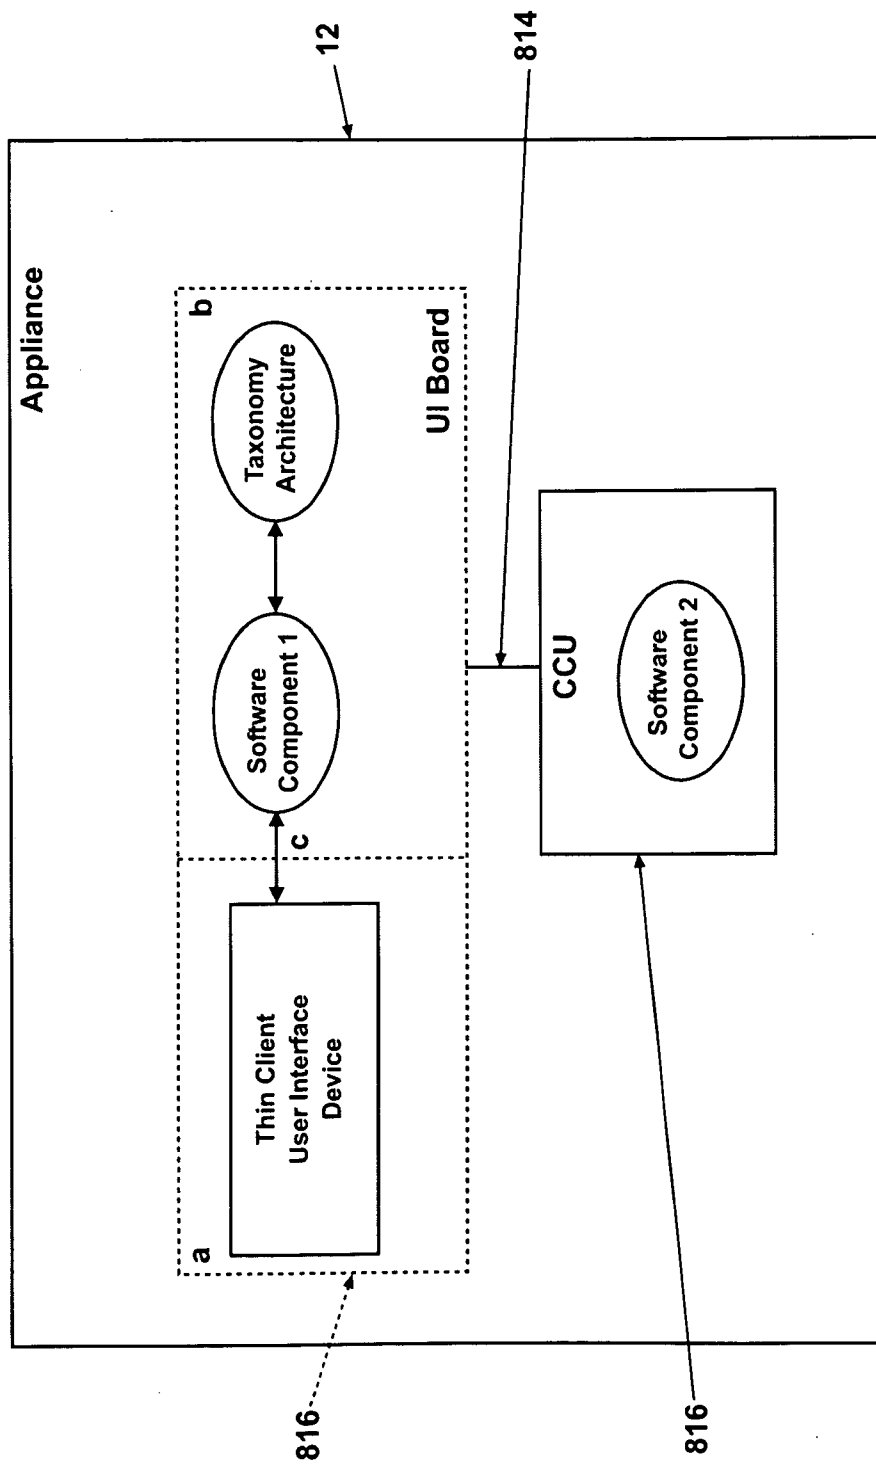 Appliance
12
816
a
Thin Client
User Interface
Device
c
Software
Component 1
b
Taxonomy
Architecture
UI Board
814
816
CCU
Software
Component 2